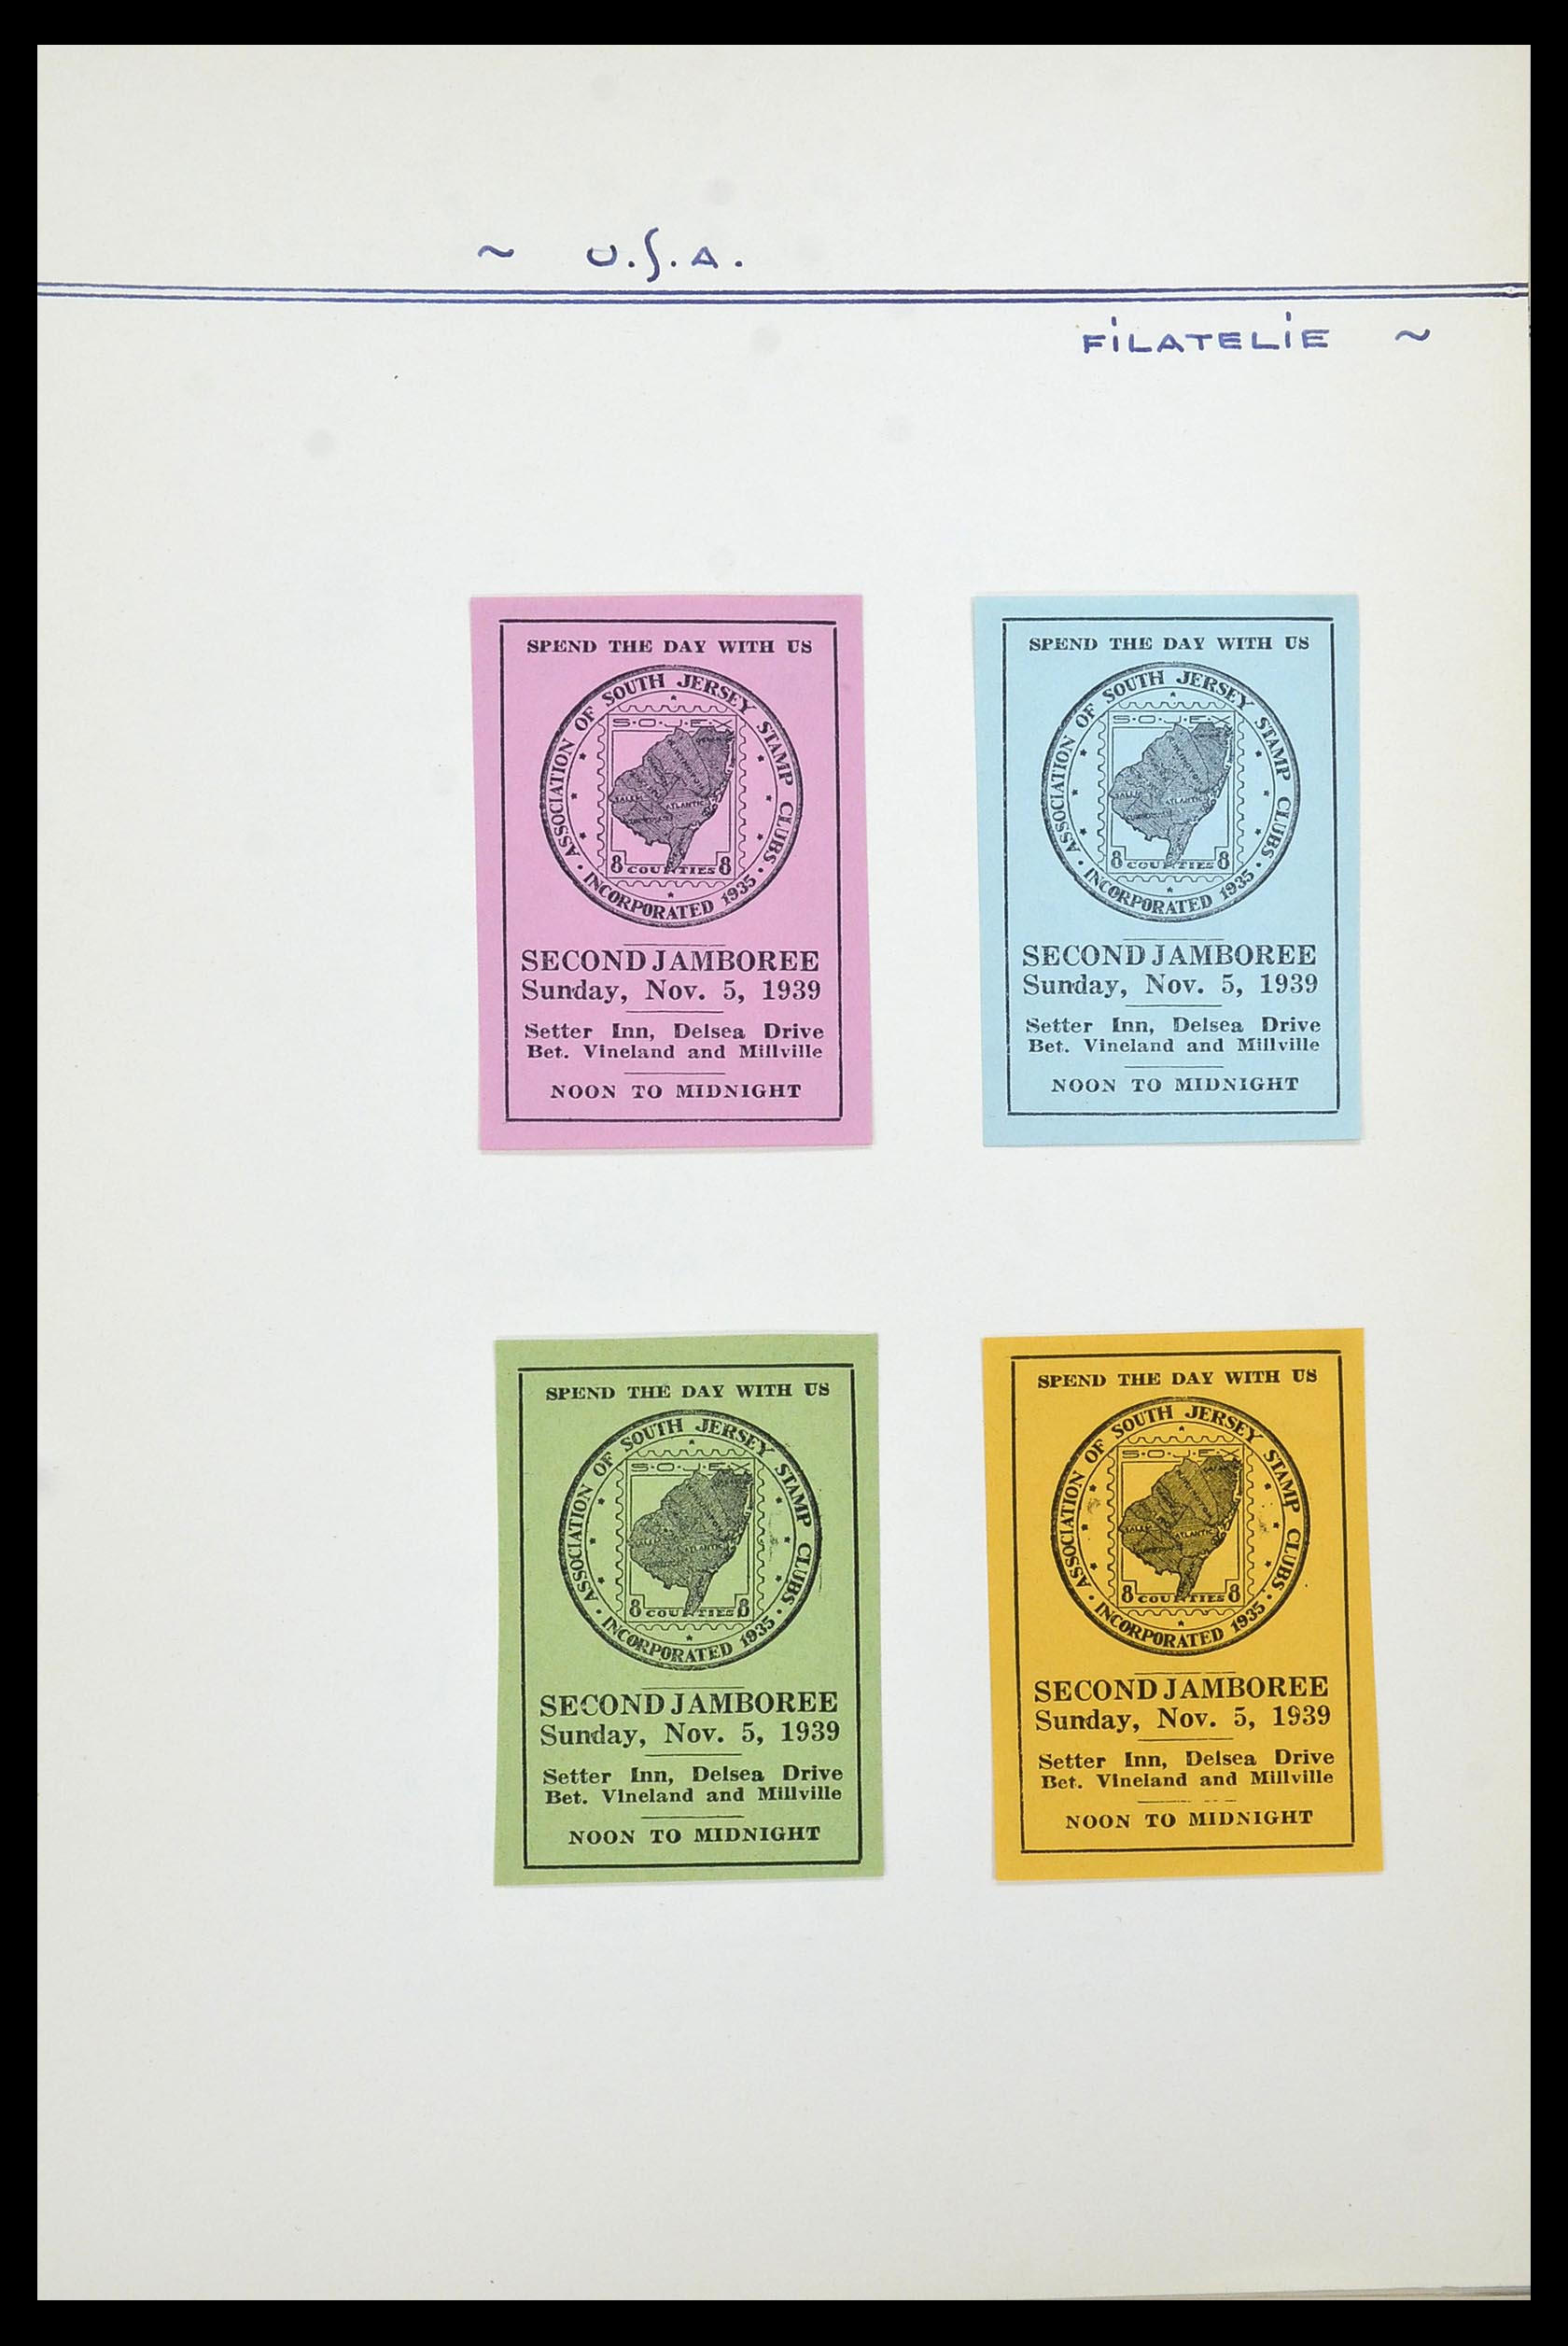 ~ U.S.A.
FILATELIE ~
SPEND THE DAY WITH US
ASSOCIATION OF SOUTH JERSEY STAMP CLUBS
INCORPORATED 1935
S·O·J·E·X
SALEM
ATLANTIC
8 COUNTIES 8
SECOND JAMBOREE
Sunday, Nov. 5, 1939
Setter Inn, Delsea Drive
Bet. Vineland and Millville
NOON TO MIDNIGHT
SPEND THE DAY WITH US
ASSOCIATION OF SOUTH JERSEY STAMP CLUBS
INCORPORATED 1935
S·O·J·E·X
ATLANTIC
8 COUNTIES 8
SECOND JAMBOREE
Sunday, Nov. 5, 1939
Setter Inn, Delsea Drive
Bet. Vineland and Millville
NOON TO MIDNIGHT
SPEND THE DAY WITH US
ASSOCIATION OF SOUTH JERSEY STAMP CLUBS
INCORPORATED 1935
S·O·J·E·X
ATLANTIC
8 COUNTIES 8
SECOND JAMBOREE
Sunday, Nov. 5, 1939
Setter Inn, Delsea Drive
Bet. Vineland and Millville
NOON TO MIDNIGHT
SPEND THE DAY WITH US
ASSOCIATION OF SOUTH JERSEY STAMP CLUBS
INCORPORATED 1935
S·O·J·E·X
ATLANTIC
8 COUNTIES 8
SECOND JAMBOREE
Sunday, Nov. 5, 1939
Setter Inn, Delsea Drive
Bet. Vineland and Millville
NOON TO MIDNIGHT